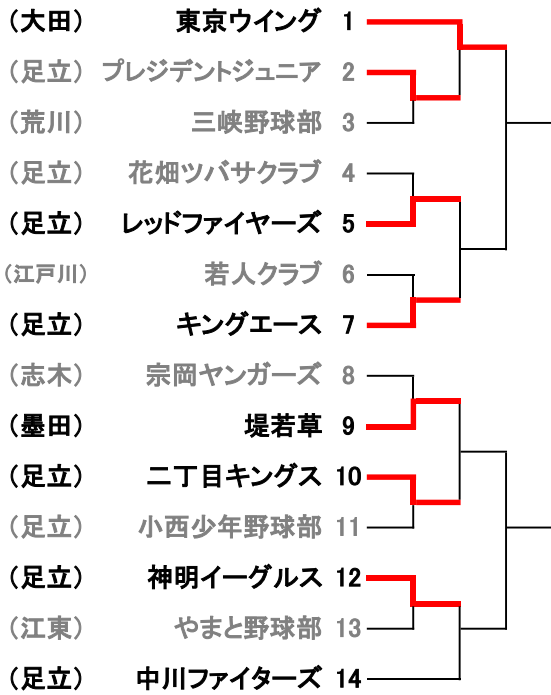 （大田） 東京ウイング 1
（足立） プレジデントジュニア 2
（荒川） 三峡野球部 3
（足立） 花畑ツバサクラブ 4
（足立） レッドファイヤーズ 5
（江戸川） 若人クラブ 6
（足立） キングエース 7
（志木） 宗岡ヤンガーズ 8
（墨田） 堤若草 9
（足立） 二丁目キングス 10
（足立） 小西少年野球部 11
（足立） 神明イーグルス 12
（江東） やまと野球部 13
（足立） 中川ファイターズ 14